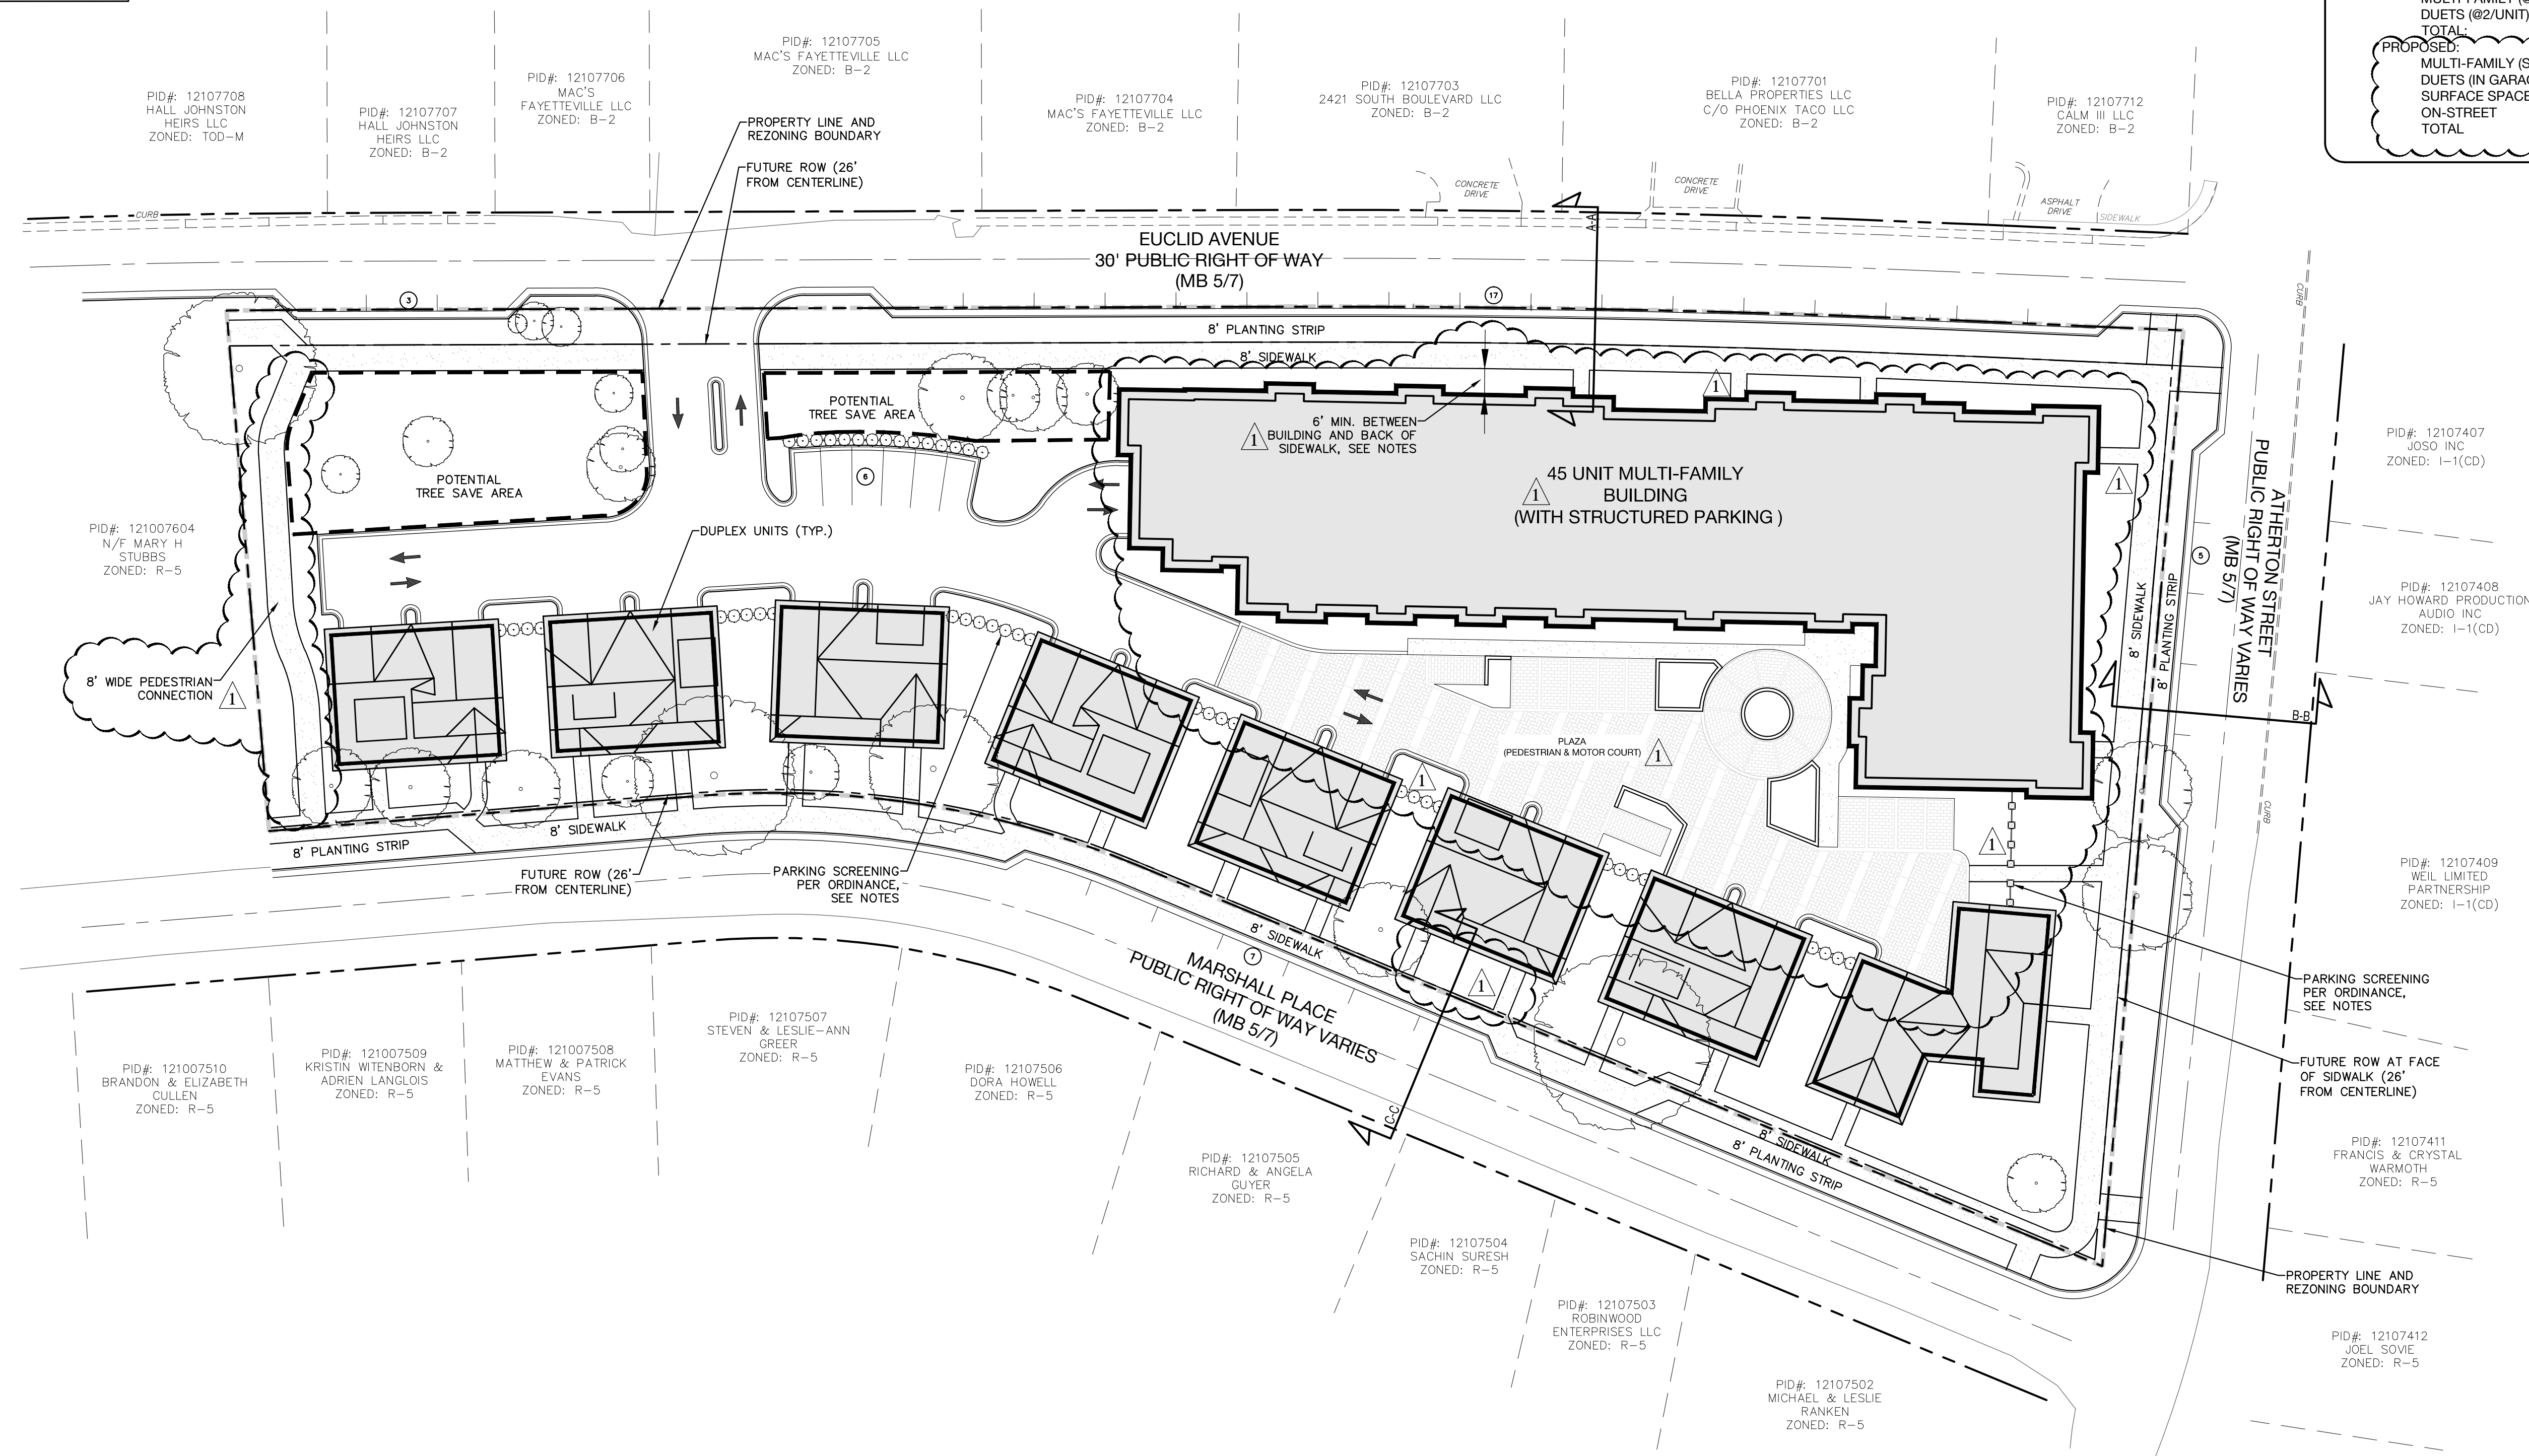 MULTI-FAMILY
DUETS (@2/UNIT)
TOTAL:
PROPOSED:
MULTI-FAMILY (S
DUETS (IN GARA
SURFACE SPACE
ON-STREET
TOTAL
PID#: 12107708
HALL JOHNSTON
HEIRS LLC
ZONED: TOD-M
PID#: 12107707
HALL JOHNSTON
HEIRS LLC
ZONED: B-2
PID#: 12107706
MAC'S
FAYETTEVILLE LLC
ZONED: B-2
PID#: 12107705
MAC'S FAYETTEVILLE LLC
ZONED: B-2
PID#: 12107704
MAC'S FAYETTEVILLE LLC
ZONED: B-2
PID#: 12107703
2421 SOUTH BOULEVARD LLC
ZONED: B-2
PID#: 12107701
BELLA PROPERTIES LLC
C/O PHOENIX TACO LLC
ZONED: B-2
PID#: 12107712
CALM III LLC
ZONED: B-2
PROPERTY LINE AND
REZONING BOUNDARY
FUTURE ROW (26'
FROM CENTERLINE)
CONCRETE
DRIVE
CONCRETE
DRIVE
ASPHALT
DRIVE
SIDEWALK
CURB
A-A
EUCLID AVENUE
30' PUBLIC RIGHT OF WAY
(MB 5/7)
3
17
CURB
8' PLANTING STRIP
8' SIDEWALK
POTENTIAL
TREE SAVE AREA
1
6' MIN. BETWEEN
BUILDING AND BACK OF
SIDEWALK, SEE NOTES
1
45 UNIT MULTI-FAMILY
BUILDING
(WITH STRUCTURED PARKING )
1
1
POTENTIAL
TREE SAVE AREA
6
ATHERTON STREET
PUBLIC RIGHT OF WAY VARIES
(MB 5/7)
5
PID#: 12107407
JOSO INC
ZONED: I-1(CD)
PID#: 121007604
N/F MARY H
STUBBS
ZONED: R-5
DUPLEX UNITS (TYP.)
8' SIDEWALK
8' PLANTING STRIP
PID#: 12107408
JAY HOWARD PRODUCTION
AUDIO INC
ZONED: I-1(CD)
8' WIDE PEDESTRIAN
CONNECTION
1
B-B
PLAZA
(PEDESTRIAN & MOTOR COURT)
1
1
1
CURB
8' SIDEWALK
8' PLANTING STRIP
FUTURE ROW (26'
FROM CENTERLINE)
PARKING SCREENING
PER ORDINANCE,
SEE NOTES
PID#: 12107409
WEIL LIMITED
PARTNERSHIP
ZONED: I-1(CD)
8' SIDEWALK
7
MARSHALL PLACE
PUBLIC RIGHT OF WAY VARIES
(MB 5/7)
1
C-C
PARKING SCREENING
PER ORDINANCE,
SEE NOTES
FUTURE ROW AT FACE
OF SIDWALK (26'
FROM CENTERLINE)
PID#: 121007510
BRANDON & ELIZABETH
CULLEN
ZONED: R-5
PID#: 121007509
KRISTIN WITENBORN &
ADRIEN LANGLOIS
ZONED: R-5
PID#: 121007508
MATTHEW & PATRICK
EVANS
ZONED: R-5
PID#: 12107507
STEVEN & LESLIE-ANN
GREER
ZONED: R-5
PID#: 12107506
DORA HOWELL
ZONED: R-5
8' SIDEWALK
8' PLANTING STRIP
PID#: 12107505
RICHARD & ANGELA
GUYER
ZONED: R-5
PID#: 12107411
FRANCIS & CRYSTAL
WARMOTH
ZONED: R-5
PID#: 12107504
SACHIN SURESH
ZONED: R-5
PROPERTY LINE AND
REZONING BOUNDARY
PID#: 12107503
ROBINWOOD
ENTERPRISES LLC
ZONED: R-5
PID#: 12107412
JOEL SOVIE
ZONED: R-5
PID#: 12107502
MICHAEL & LESLIE
RANKEN
ZONED: R-5